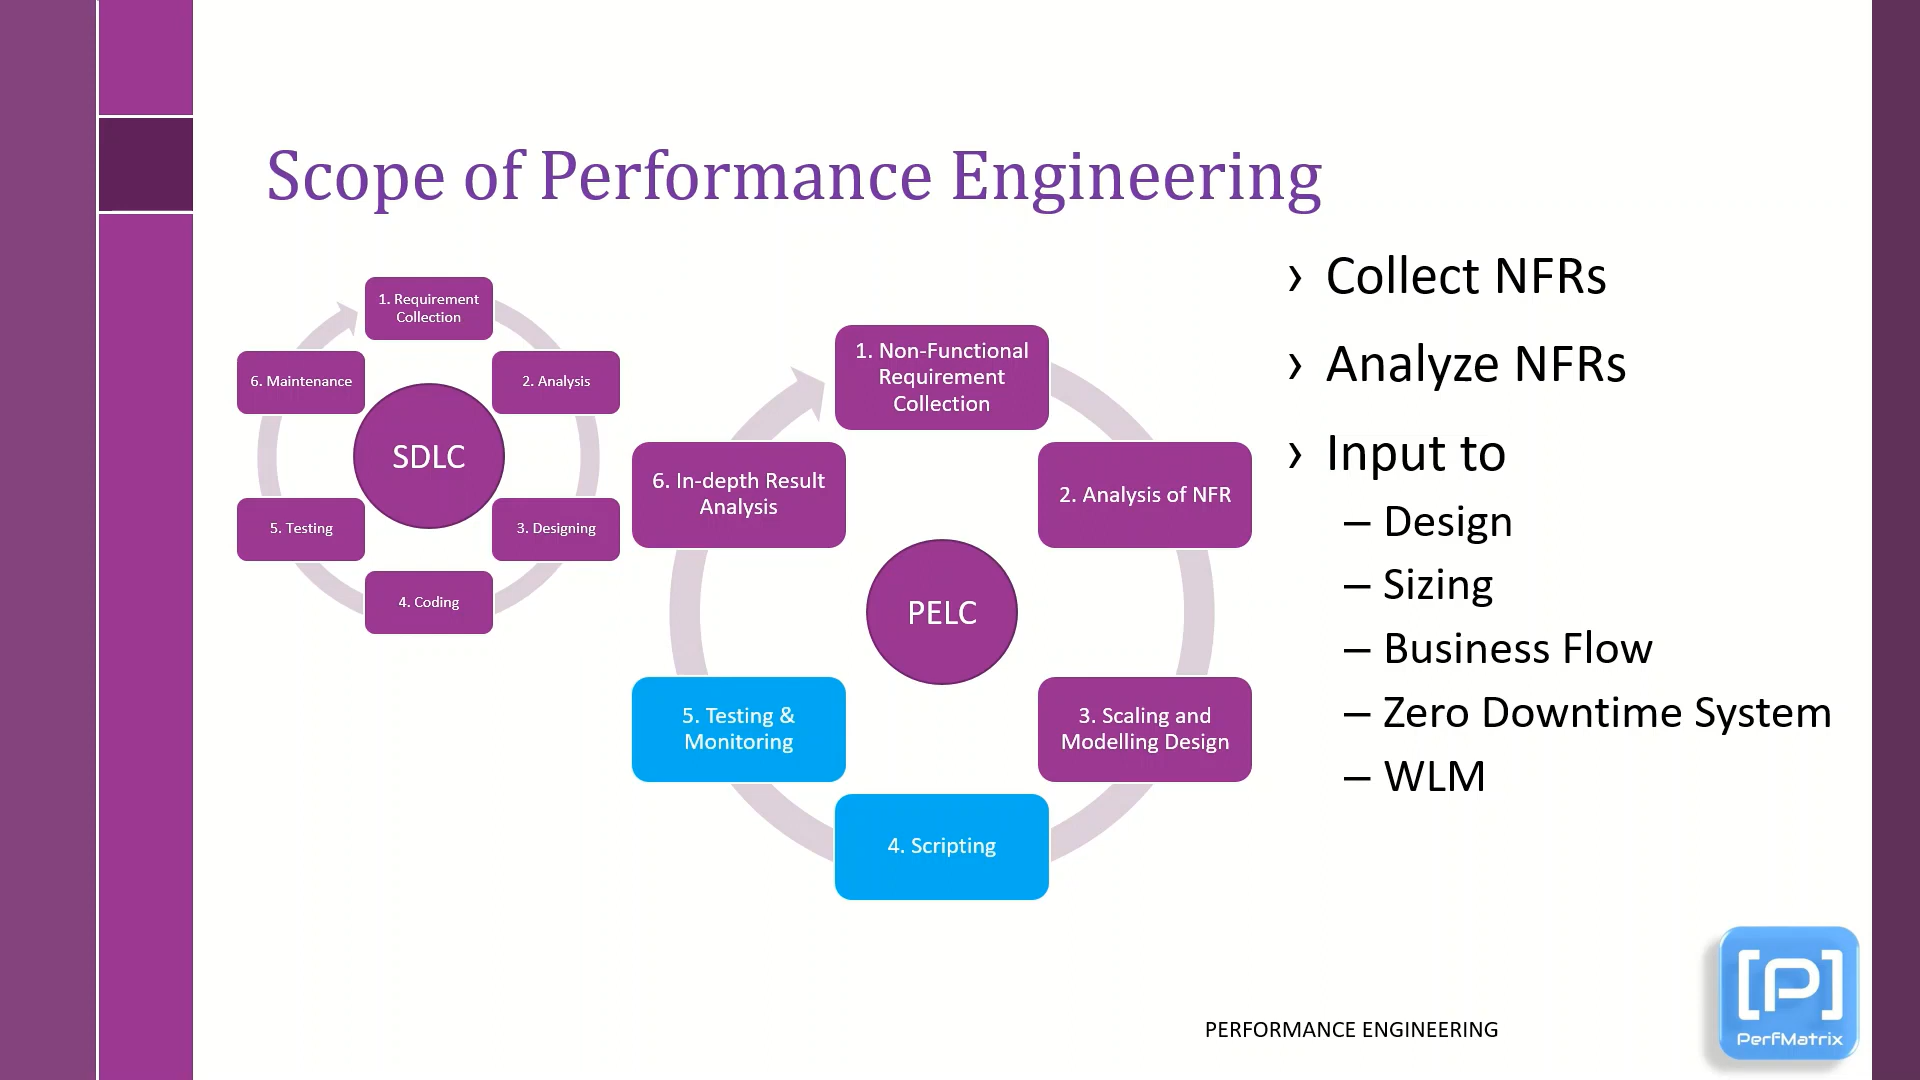 Scope of Performance Engineering
1. Requirement
Collection
2. Analysis
3. Designing
4. Coding
5. Testing
6. Maintenance
SDLC
1. Non-Functional
Requirement
Collection
2. Analysis of NFR
3. Scaling and
Modelling Design
4. Scripting
5. Testing &
Monitoring
6. In-depth Result
Analysis
PELC
› Collect NFRs
› Analyze NFRs
› Input to
– Design
– Sizing
– Business Flow
– Zero Downtime System
– WLM
PERFORMANCE ENGINEERING
[P]
PerfMatrix